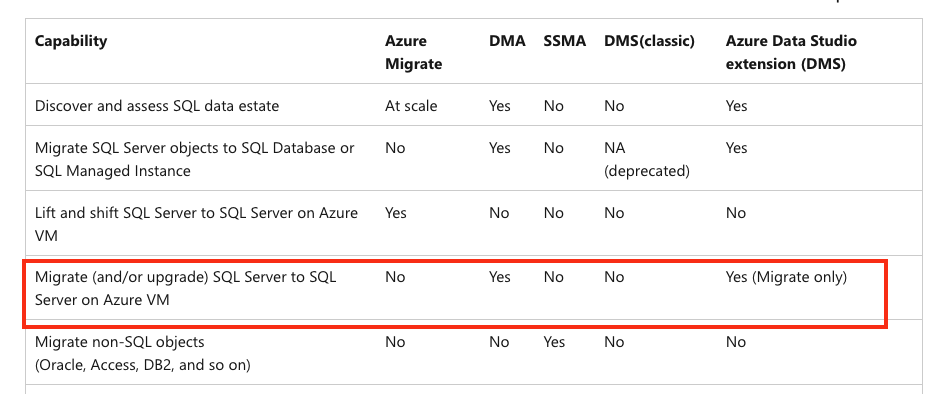 Capability Azure Migrate DMA SSMA DMS(classic) Azure Data Studio extension (DMS)
Discover and assess SQL data estate At scale Yes No No Yes
Migrate SQL Server objects to SQL Database or SQL Managed Instance No Yes No NA (deprecated) Yes
Lift and shift SQL Server to SQL Server on Azure VM Yes No No No No
Migrate (and/or upgrade) SQL Server to SQL Server on Azure VM No Yes No No Yes (Migrate only)
Migrate non-SQL objects (Oracle, Access, DB2, and so on) No No Yes No No